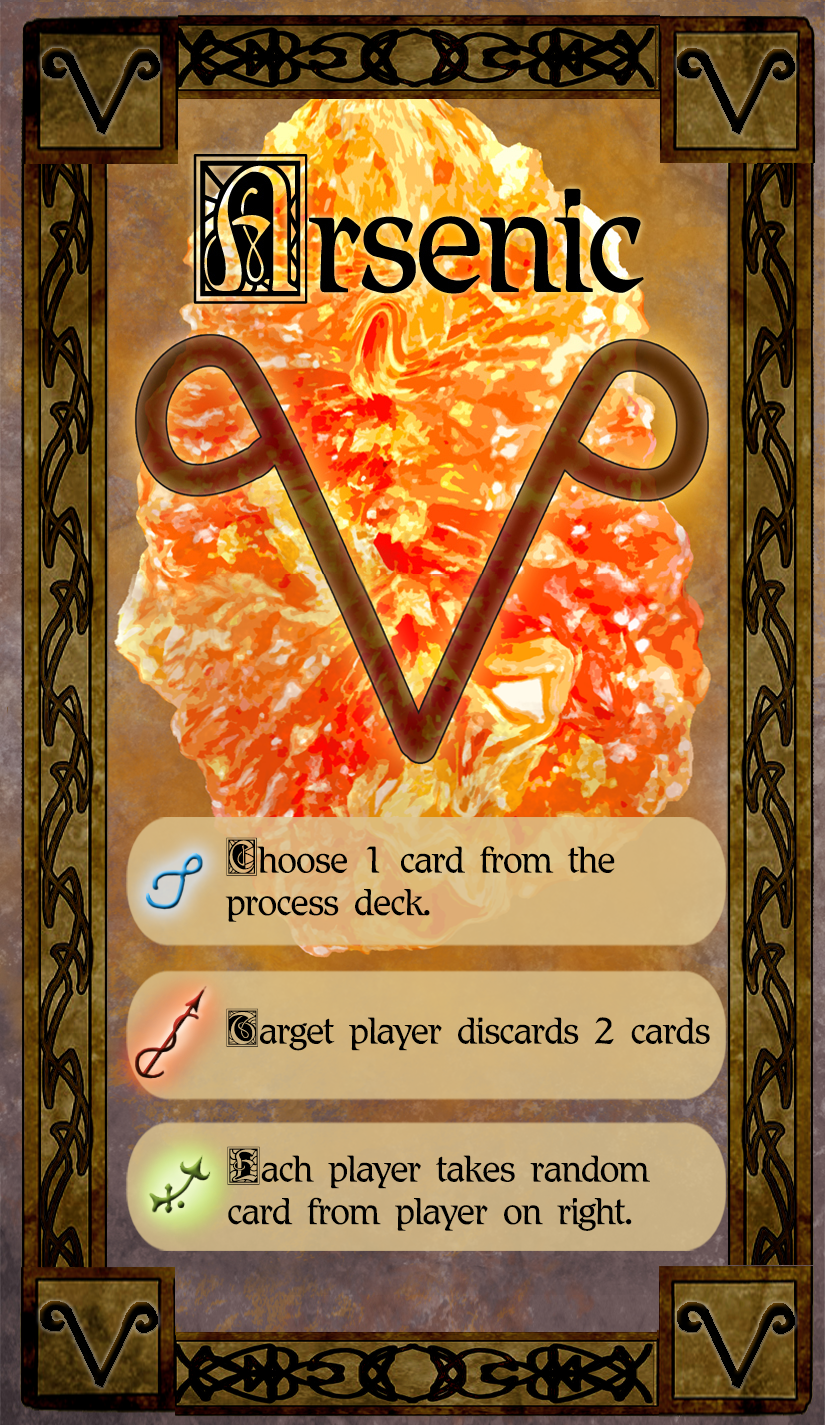 Arsenic
Choose 1 card from the
process deck.
Target player discards 2 cards
Each player takes random
card from player on right.